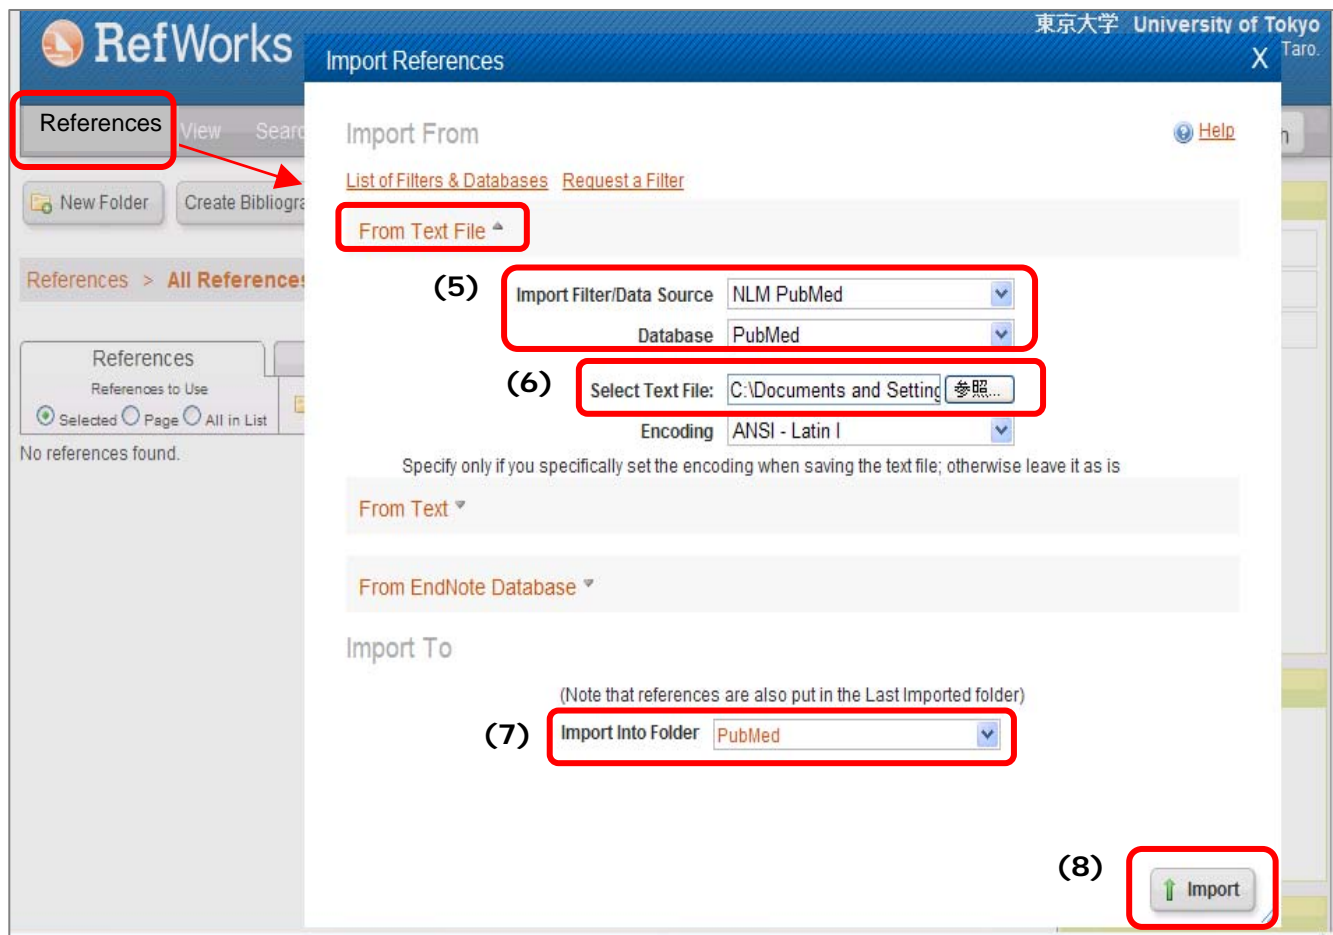 RefWorks
東京大学 University of Tokyo
Taro.
Import References
X
References
View
Import From
Help
List of Filters & Databases Request a Filter
New Folder
Create
From Text File
References > All References
(5)
Import Filter/Data Source NLM PubMed
Database PubMed
References
References to Use
Selected Page All in List
(6)
Select Text File: C:\Documents and Setting 参照...
Encoding ANSI - Latin I
No references found.
Specify only if you specifically set the encoding when saving the text file; otherwise leave it as is
From Text
From EndNote Database
Import To
(Note that references are also put in the Last Imported folder)
(7)
Import Into Folder PubMed
(8)
Import